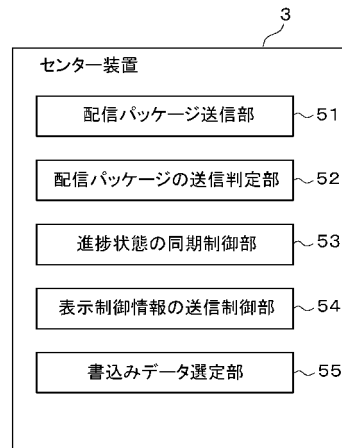 3
センター装置
配信パッケージ送信部 51
配信パッケージの送信判定部 52
進捗状態の同期制御部 53
表示制御情報の送信制御部 54
書込みデータ選定部 55